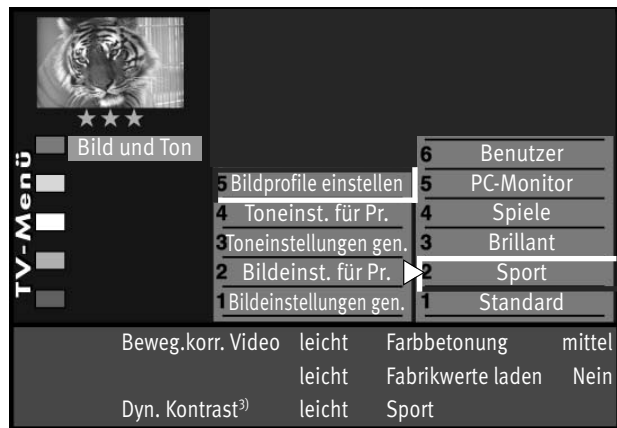 TV-Menü
Bild und Ton
5 Bildprofile einstellen
4 Toneinst. für Pr.
3 Toneinstellungen gen.
2 Bildeinst. für Pr.
1 Bildeinstellungen gen.
6 Benutzer
5 PC-Monitor
4 Spiele
3 Brillant
2 Sport
1 Standard
Beweg.korr. Video leicht Farbbetonung mittel
leicht Fabrikwerte laden Nein
Dyn. Kontrast3) leicht Sport